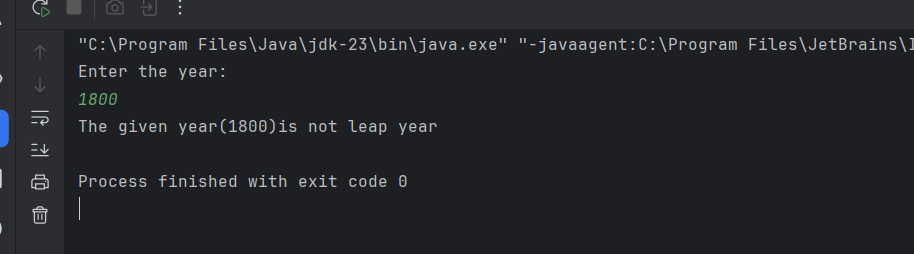 "C:\Program Files\Java\jdk-23\bin\java.exe" "-javaagent:C:\Program Files\JetBrains\
Enter the year:
1800
The given year(1800)is not leap year
Process finished with exit code 0